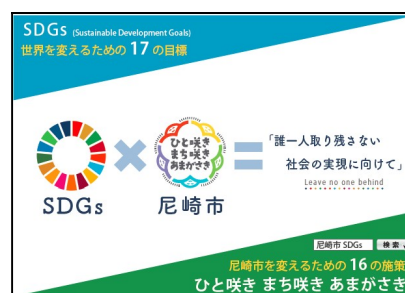 SDGs (Sustainable Development Goals)
世界を変えるための 17 の目標
ひと咲き
まち咲き
あまがさき
SDGs × 尼崎市 =
「誰一人取り残さない
社会の実現に向けて」
Leave no one behind
尼崎市 SDGs 検索
尼崎市を変えるための 16 の施策
ひと咲き まち咲き あまがさき